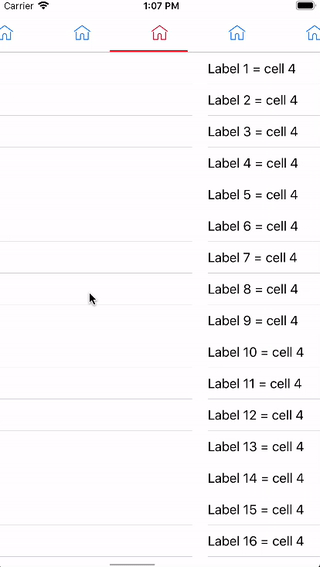 Carrier 1:07 PM
Label 1 = cell 4
Label 2 = cell 4
Label 3 = cell 4
Label 4 = cell 4
Label 5 = cell 4
Label 6 = cell 4
Label 7 = cell 4
Label 8 = cell 4
Label 9 = cell 4
Label 10 = cell 4
Label 11 = cell 4
Label 12 = cell 4
Label 13 = cell 4
Label 14 = cell 4
Label 15 = cell 4
Label 16 = cell 4